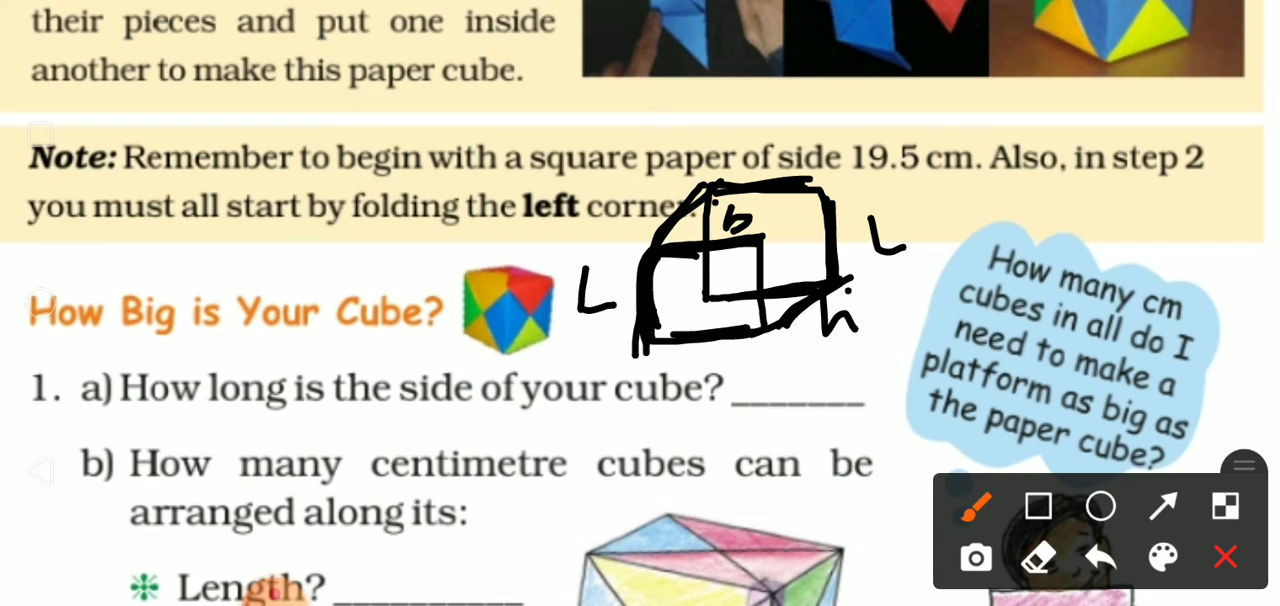 their pieces and put one inside
another to make this paper cube.
Note: Remember to begin with a square paper of side 19.5 cm. Also, in step 2
you must all start by folding the left corner.
b
L
L
h
How Big is Your Cube?
How many cm
cubes in all do I
need to make a
platform as big as
the paper cube?
1. a) How long is the side of your cube? _______
b) How many centimetre cubes can be
arranged along its:
Length? __________